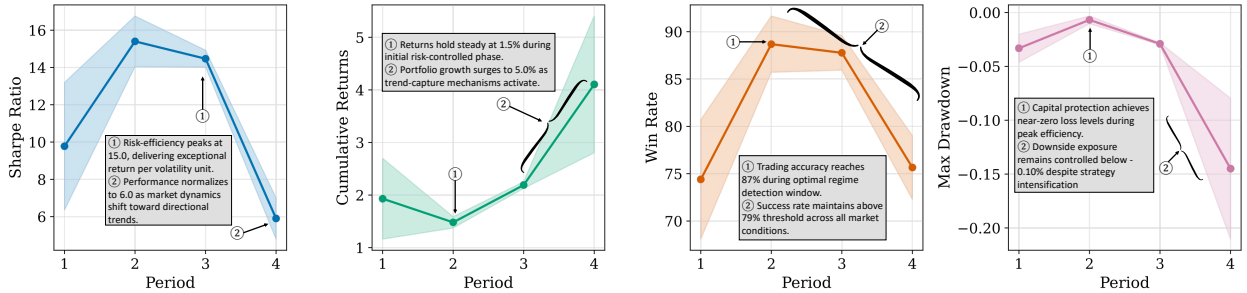 Sharpe Ratio
16
14
12
10
8
6
1
2
3
4
Period
①
① Risk-efficiency peaks at
15.0, delivering exceptional
return per volatility unit.
② Performance normalizes
to 6.0 as market dynamics
shift toward directional
trends.
②
Cumulative Returns
5
4
3
2
1
1
2
3
4
Period
① Returns hold steady at 1.5% during
initial risk-controlled phase.
② Portfolio growth surges to 5.0% as
trend-capture mechanisms activate.
②
①
Win Rate
90
85
80
75
70
1
2
3
4
Period
①
②
① Trading accuracy reaches
87% during optimal regime
detection window.
② Success rate maintains above
79% threshold across all market
conditions.
Max Drawdown
0.00
−0.05
−0.10
−0.15
−0.20
1
2
3
4
Period
①
① Capital protection achieves
near-zero loss levels during
peak efficiency.
② Downside exposure
remains controlled below -
0.10% despite strategy
intensification
②